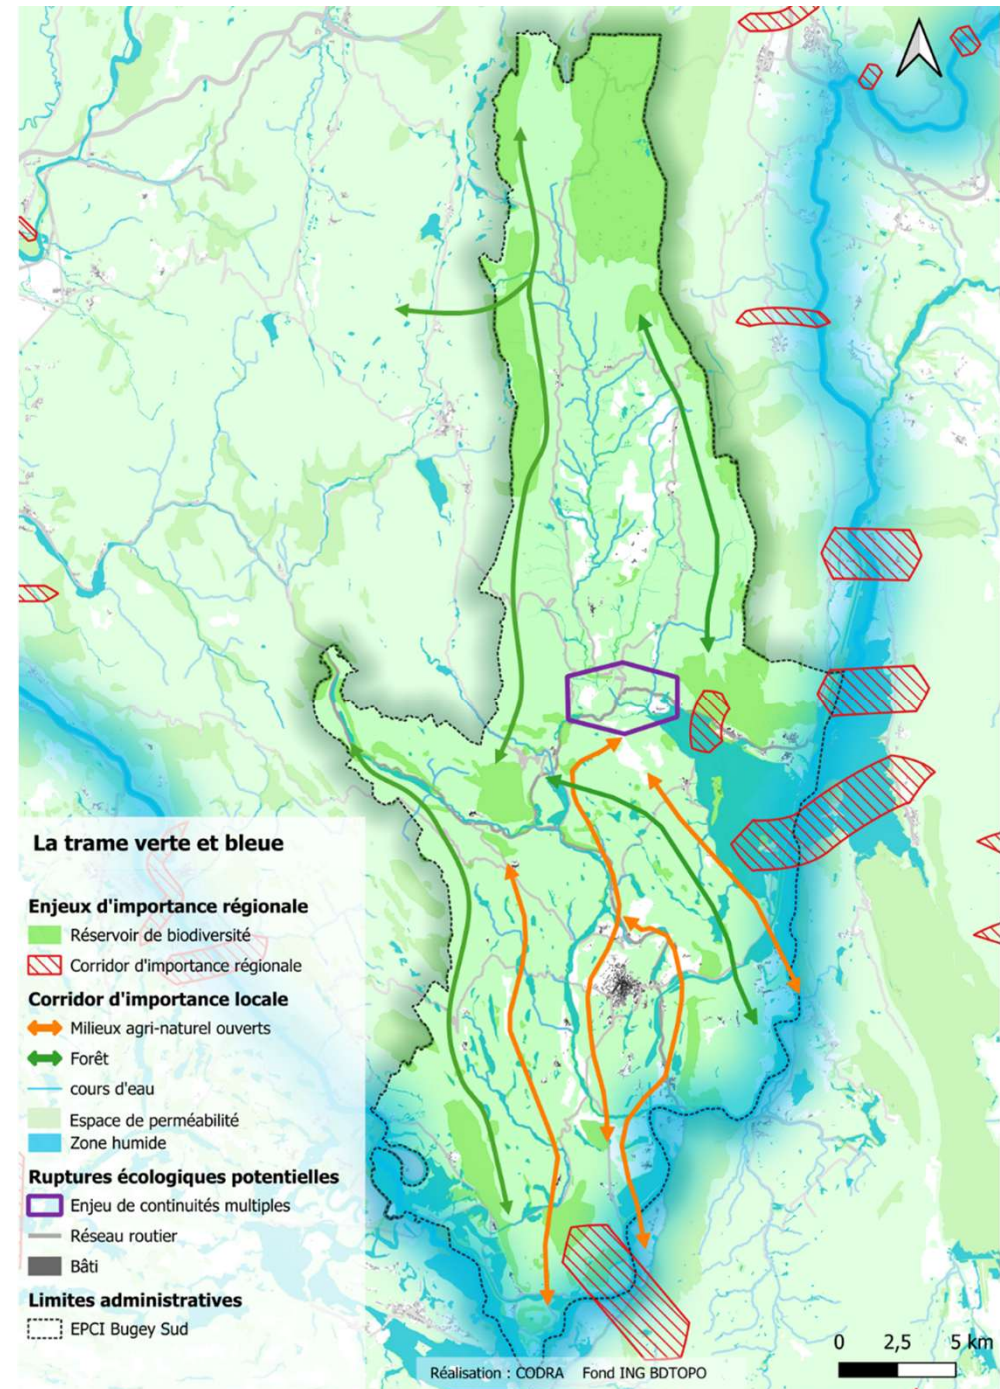 La trame verte et bleue
Enjeux d'importance régionale
Réservoir de biodiversité
Corridor d'importance régionale
Corridor d'importance locale
Milieux agri-naturel ouverts
Forêt
cours d'eau
Espace de perméabilité
Zone humide
Ruptures écologiques potentielles
Enjeu de continuités multiples
Réseau routier
Bâti
Limites administratives
EPCI Bugey Sud
0 2,5 5 km
Réalisation : CODRA Fond ING BDTOPO